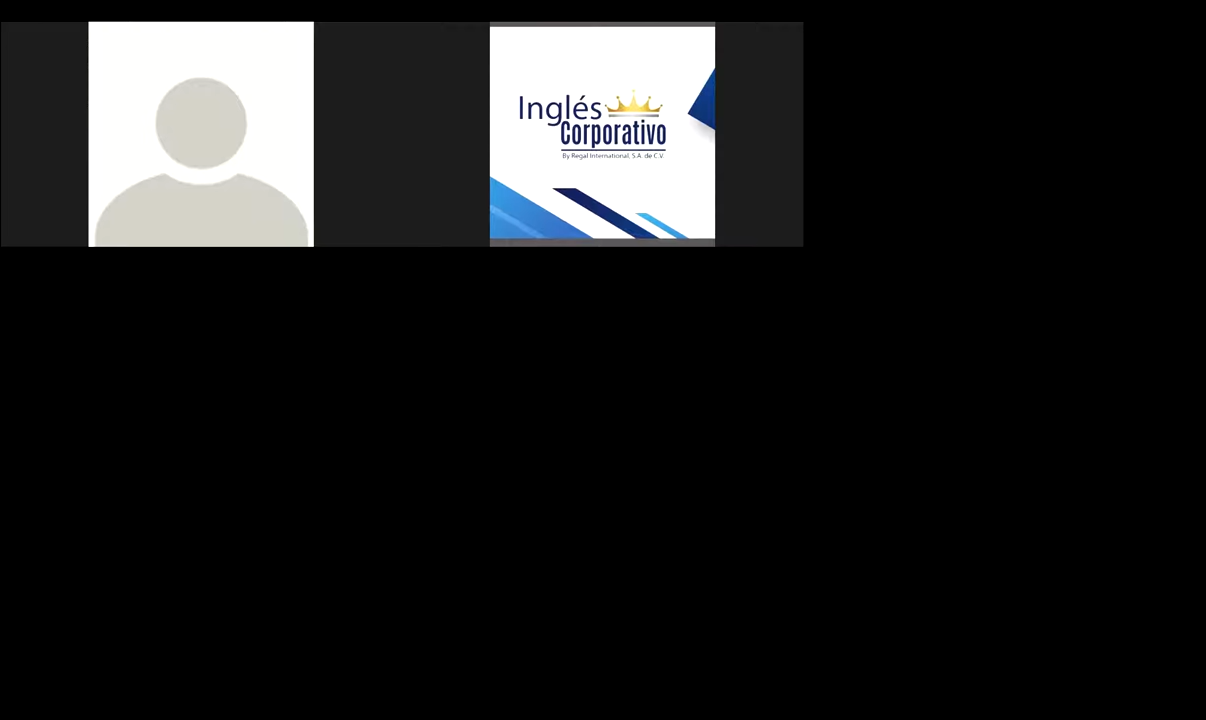 Inglés
Corporativo
By Regal International, S.A. de C.V.